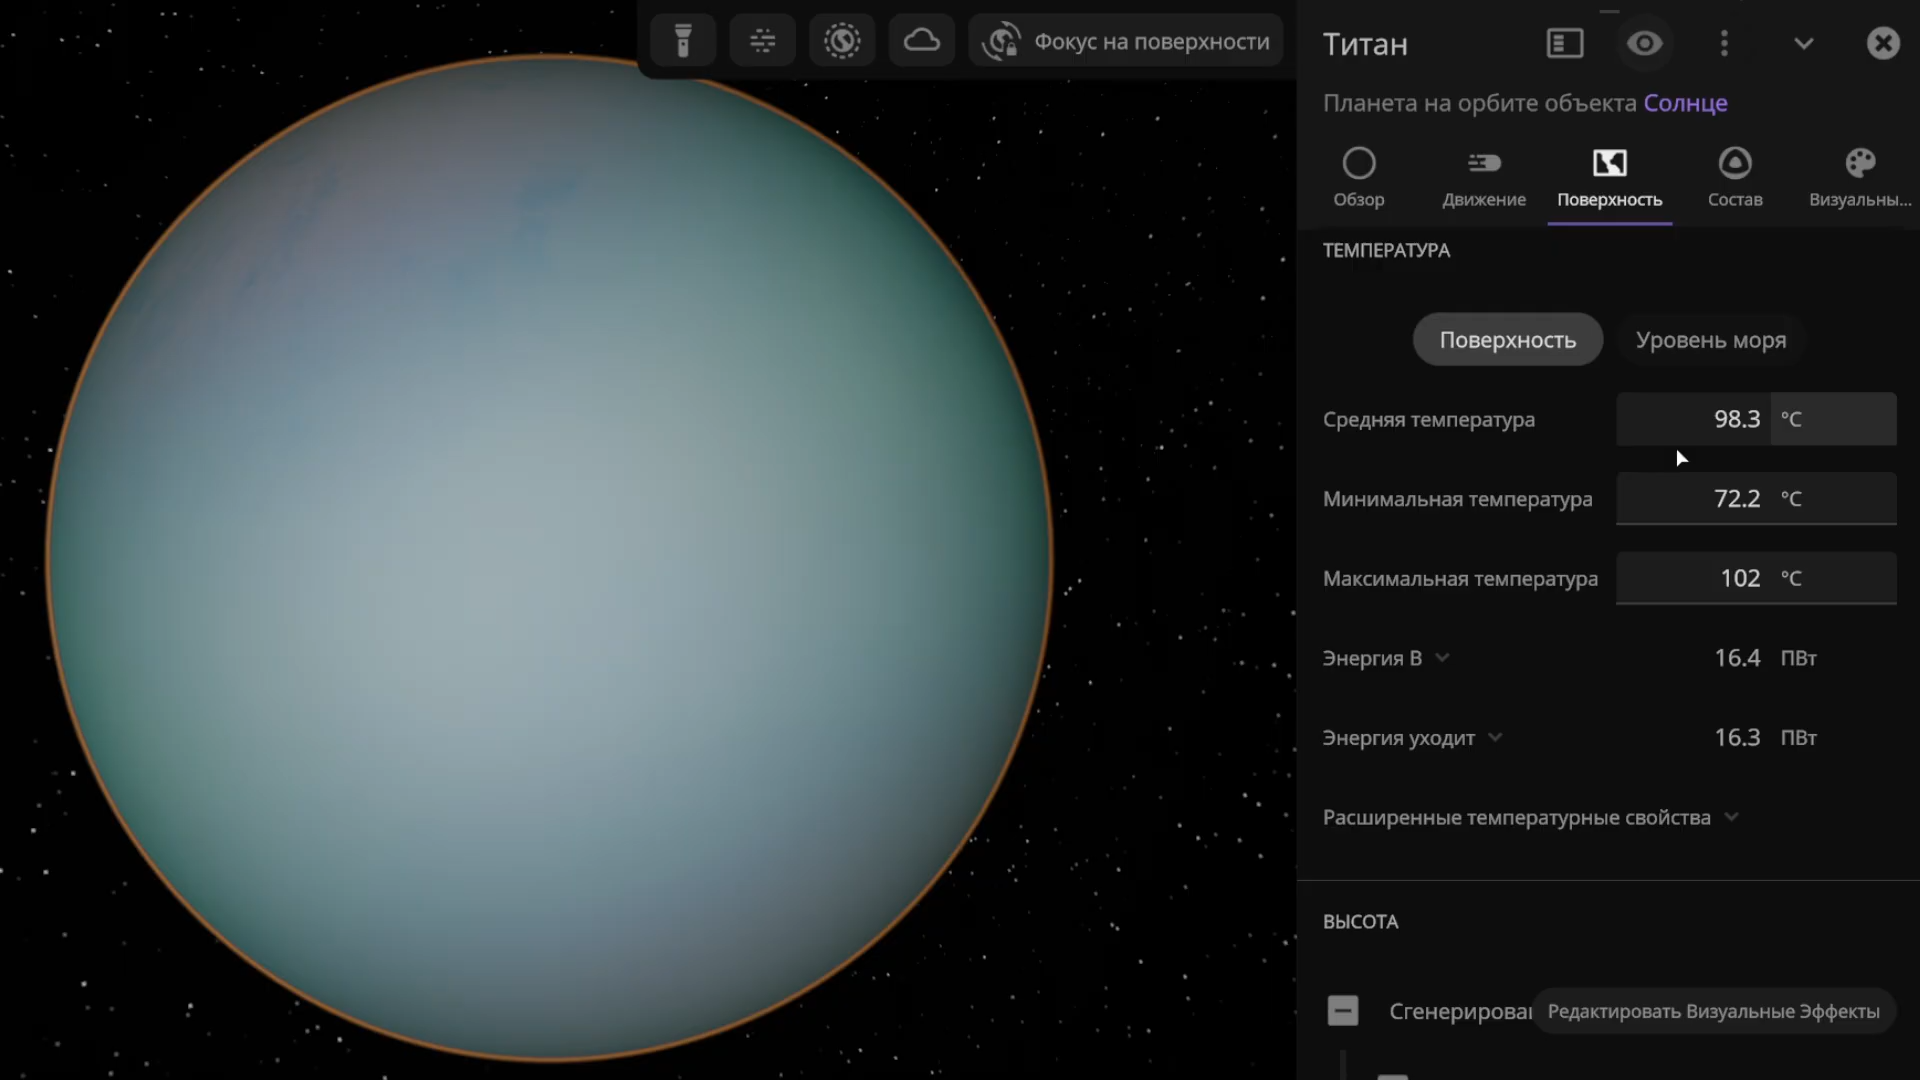 Фокус на поверхности
Титан
Планета на орбите объекта Солнце
Обзор
Движение
Поверхность
Состав
Визуальны...
ТЕМПЕРАТУРА
Поверхность
Уровень моря
Средняя температура 98.3 °C
Минимальная температура 72.2 °C
Максимальная температура 102 °C
Энергия В 16.4 ПВт
Энергия уходит 16.3 ПВт
Расширенные температурные свойства
ВЫСОТА
Сгенерирован
Редактировать Визуальные Эффекты